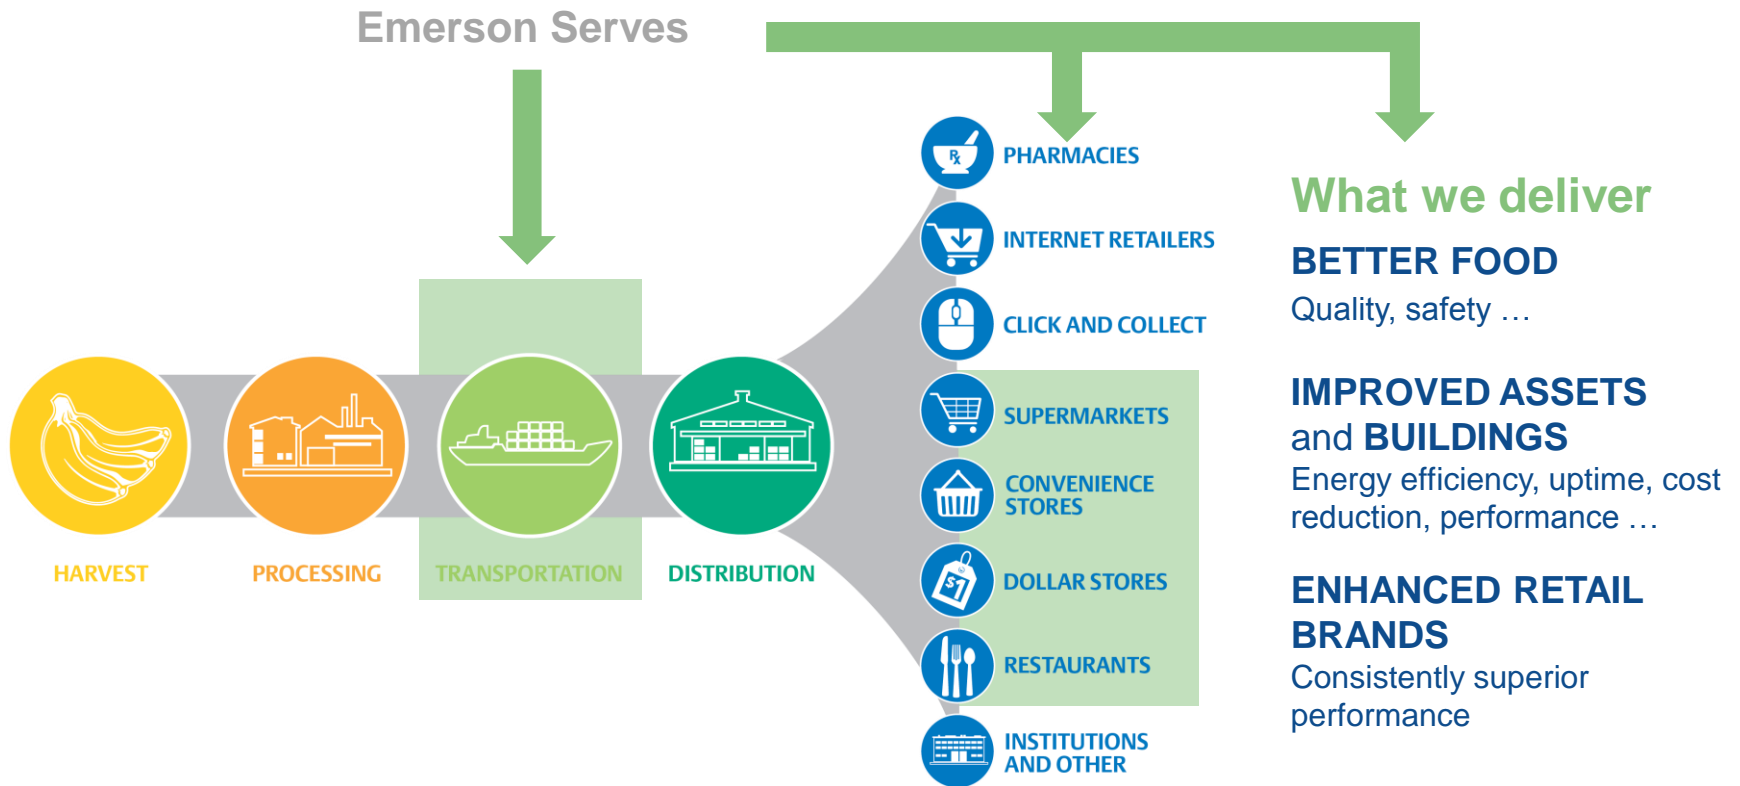 Emerson Serves
HARVEST
PROCESSING
TRANSPORTATION
DISTRIBUTION
℞
PHARMACIES
INTERNET RETAILERS
CLICK AND COLLECT
SUPERMARKETS
CONVENIENCE
STORES
$1
DOLLAR STORES
RESTAURANTS
INSTITUTIONS
AND OTHER
What we deliver
BETTER FOOD
Quality, safety …
IMPROVED ASSETS
and BUILDINGS
Energy efficiency, uptime, cost
reduction, performance …
ENHANCED RETAIL
BRANDS
Consistently superior
performance